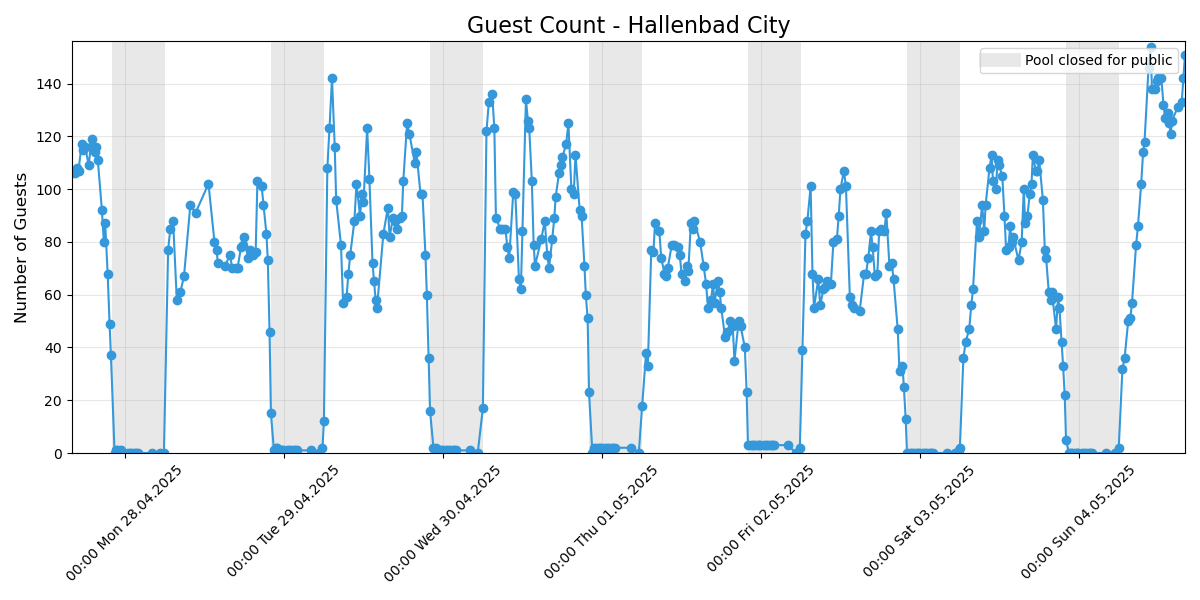 Guest Count - Hallenbad City
Pool closed for public
Number of Guests
140
120
100
80
60
40
20
0
00:00 Mon 28.04.2025
00:00 Tue 29.04.2025
00:00 Wed 30.04.2025
00:00 Thu 01.05.2025
00:00 Fri 02.05.2025
00:00 Sat 03.05.2025
00:00 Sun 04.05.2025